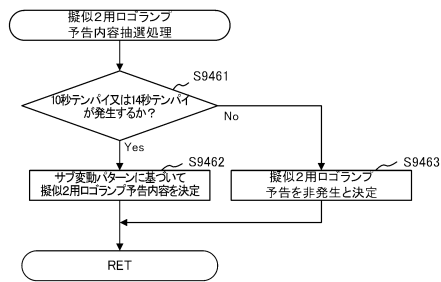 擬似2用ロゴランプ
予告内容抽選処理
S9461
10秒テンパイ又は14秒テンパイ
が発生するか?
No
Yes
S9462
サブ変動パターンに基づいて
擬似2用ロゴランプ予告内容を決定
S9463
擬似2用ロゴランプ
予告を非発生と決定
RET